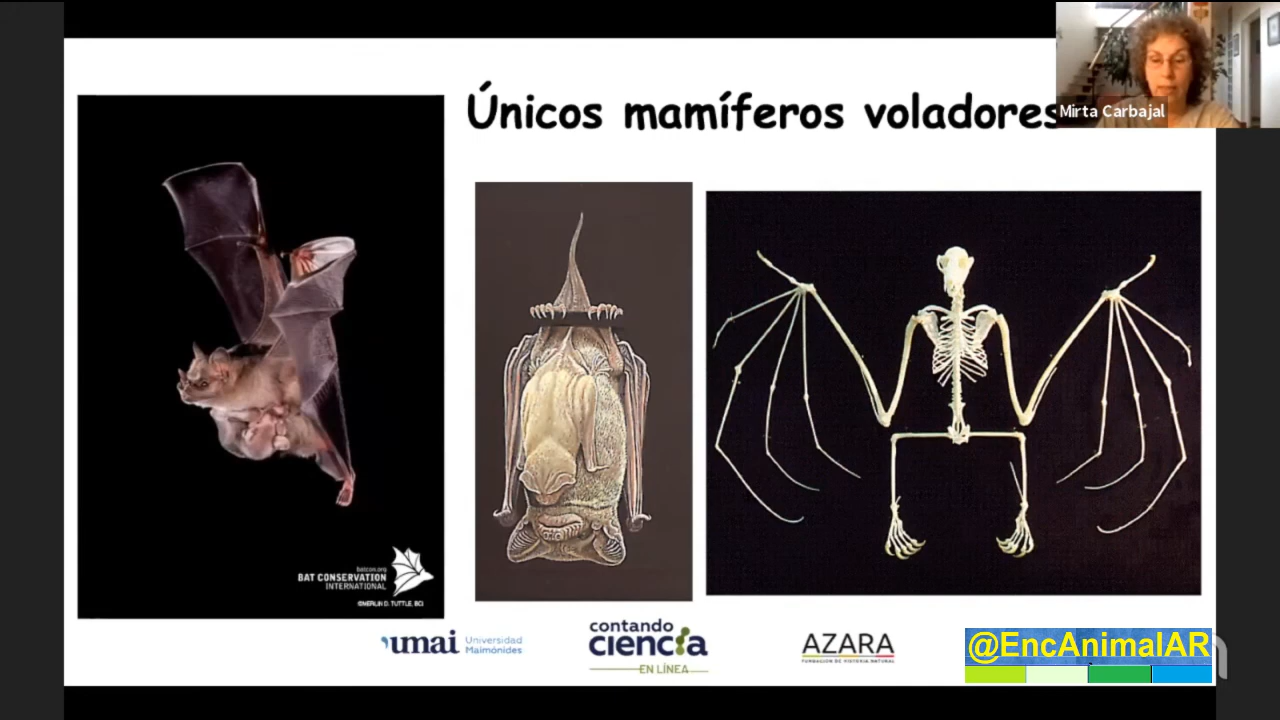 Únicos mamíferos voladores
Mirta Carbajal
batcon.org
BAT CONSERVATION
INTERNATIONAL
©MERLIN D. TUTTLE, BCI
umai Universidad
Maimónides
contando
ciencia
EN LÍNEA
AZARA
FUNDACIÓN DE HISTORIA NATURAL
@EncAnimalAR